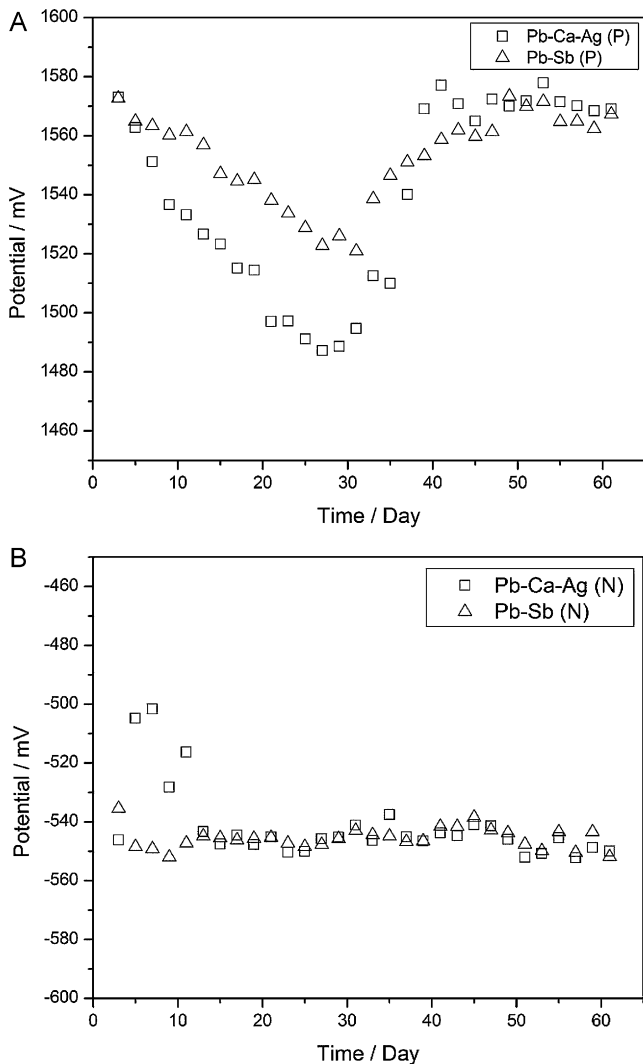 A
1600
1580
1560
1540
1520
1500
1480
1460
Potential / mV
Pb-Ca-Ag (P)
Pb-Sb (P)
0 10 20 30 40 50 60
Time / Day
B
-460
-480
-500
-520
-540
-560
-580
-600
Potential / mV
Pb-Ca-Ag (N)
Pb-Sb (N)
0 10 20 30 40 50 60
Time / Day